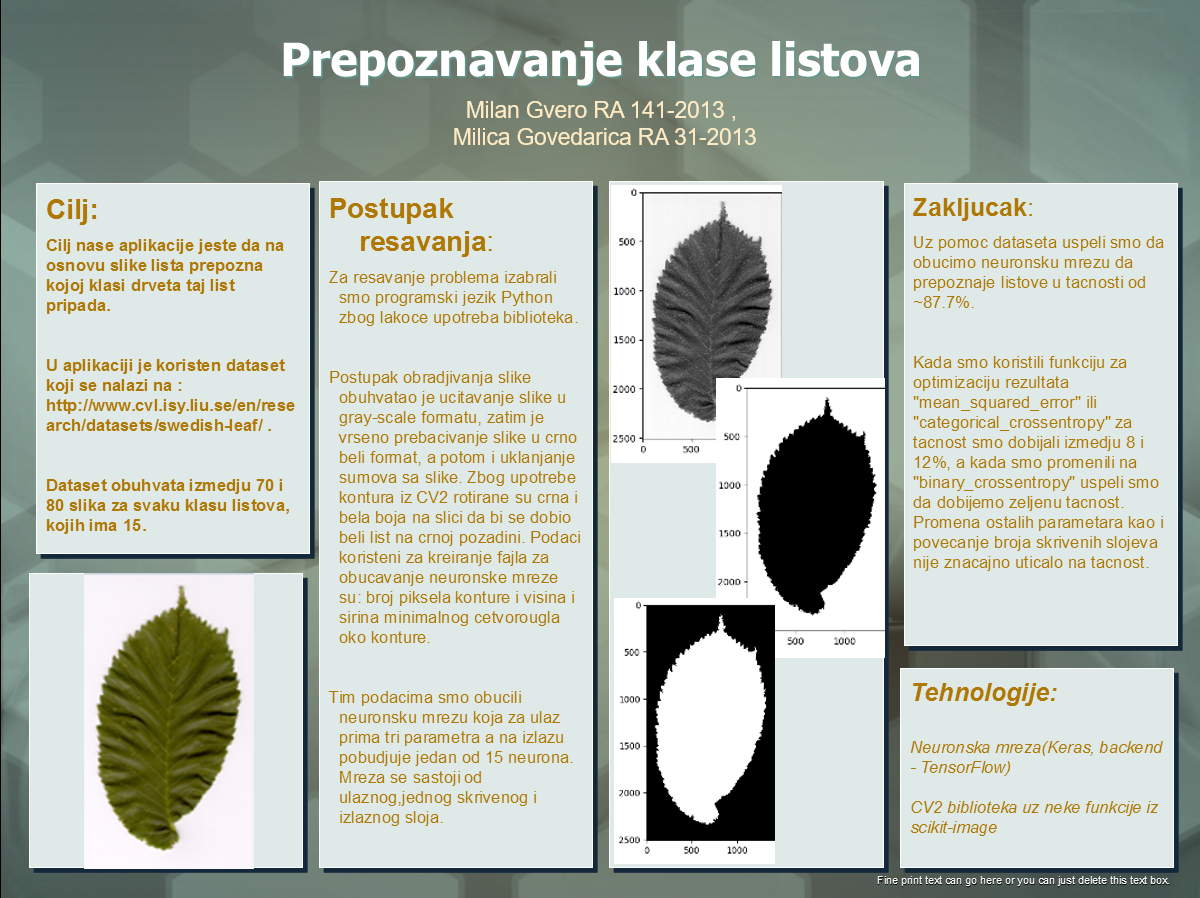 Prepoznavanje klase listova
Milan Gvero RA 141-2013 ,
Milica Govedarica RA 31-2013
Cilj:
Cilj nase aplikacije jeste da na
osnovu slike lista prepozna
kojoj klasi drveta taj list
pripada.
U aplikaciji je koristen dataset
koji se nalazi na :
http://www.cvl.isy.liu.se/en/rese
arch/datasets/swedish-leaf/ .
Dataset obuhvata izmedju 70 i
80 slika za svaku klasu listova,
kojih ima 15.
Postupak
resavanja:
Za resavanje problema izabrali
smo programski jezik Python
zbog lakoce upotreba biblioteka.
Postupak obradjivanja slike
obuhvatao je ucitavanje slike u
gray-scale formatu, zatim je
vrseno prebacivanje slike u crno
beli format, a potom i uklanjanje
sumova sa slike. Zbog upotrebe
kontura iz CV2 rotirane su crna i
bela boja na slici da bi se dobio
beli list na crnoj pozadini. Podaci
koristeni za kreiranje fajla za
obucavanje neuronske mreze
su: broj piksela konture i visina i
sirina minimalnog cetvorougla
oko konture.
Tim podacima smo obucili
neuronsku mrezu koja za ulaz
prima tri parametra a na izlazu
pobudjuje jedan od 15 neurona.
Mreza se sastoji od
ulaznog,jednog skrivenog i
izlaznog sloja.
0
500
1000
1500
2000
2500
0 500
0
500
1000
1500
2000
500 1000
0
500
1000
1500
2000
2500
0 500 1000
Zakljucak:
Uz pomoc dataseta uspeli smo da
obucimo neuronsku mrezu da
prepoznaje listove u tacnosti od
~87.7%.
Kada smo koristili funkciju za
optimizaciju rezultata
"mean_squared_error" ili
"categorical_crossentropy" za
tacnost smo dobijali izmedju 8 i
12%, a kada smo promenili na
"binary_crossentropy" uspeli smo
da dobijemo zeljenu tacnost.
Promena ostalih parametara kao i
povecanje broja skrivenih slojeva
nije znacajno uticalo na tacnost.
Tehnologije:
Neuronska mreza(Keras, backend
- TensorFlow)
CV2 biblioteka uz neke funkcije iz
scikit-image
Fine print text can go here or you can just delete this text box.